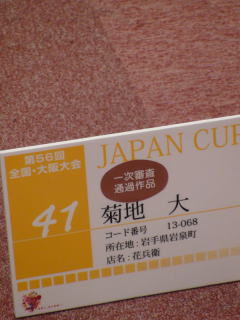 第56回
全国・大阪大会
JAPAN CUP
一次審査
通過作品
41
菊地 大
コード番号 13-068
所在地:岩手県岩泉町
店名:花兵衛